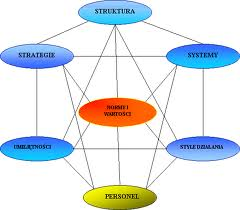 STRUKTURA
STRATEGIE
SYSTEMY
NORMY I
WARTOŚCI
UMIEJĘTNOŚCI
STYLE DZIAŁANIA
PERSONEL